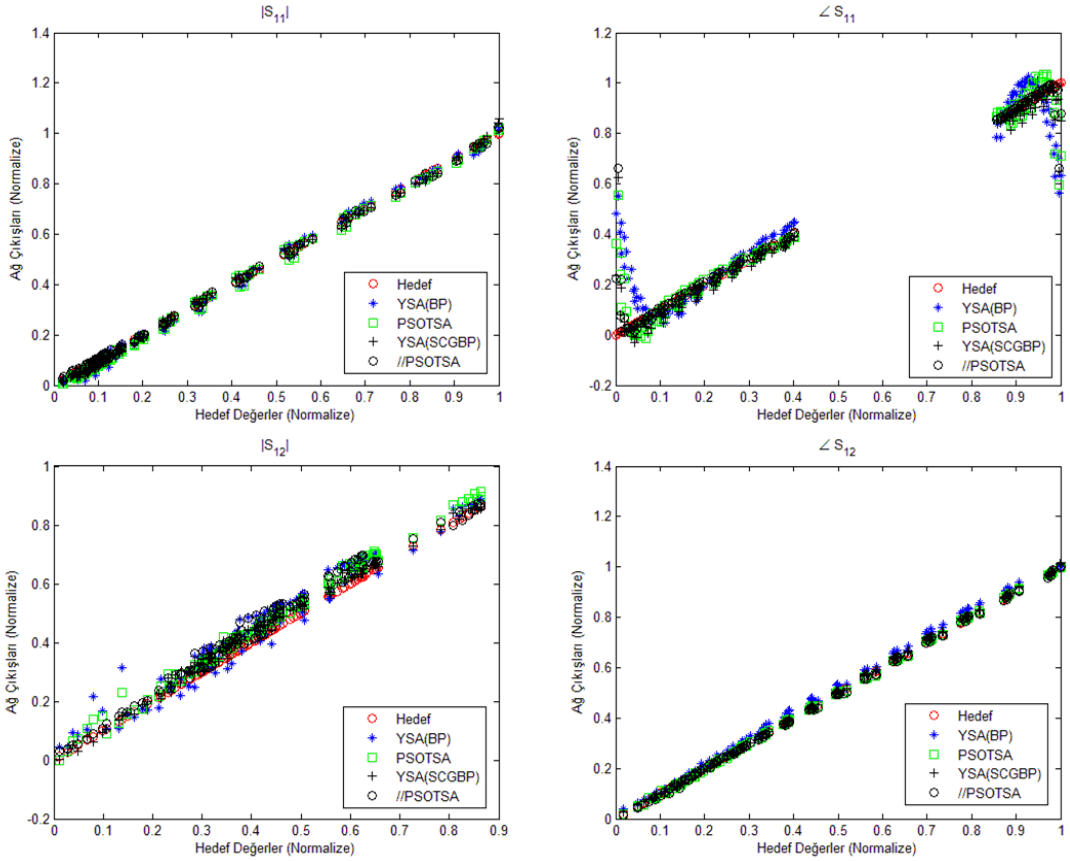 |S11|
1.4
1.2
1
0.8
0.6
0.4
0.2
0
0 0.1 0.2 0.3 0.4 0.5 0.6 0.7 0.8 0.9 1
Ağ Çıkışları (Normalize)
Hedef Değerler (Normalize)
Hedef
YSA(BP)
PSOTSA
YSA(SCGBP)
//PSOTSA
∠ S11
1.2
1
0.8
0.6
0.4
0.2
0
-0.2
0 0.1 0.2 0.3 0.4 0.5 0.6 0.7 0.8 0.9 1
Ağ Çıkışları (Normalize)
Hedef Değerler (Normalize)
Hedef
YSA(BP)
PSOTSA
YSA(SCGBP)
//PSOTSA
|S12|
1
0.8
0.6
0.4
0.2
0
-0.2
0 0.1 0.2 0.3 0.4 0.5 0.6 0.7 0.8 0.9
Ağ Çıkışları (Normalize)
Hedef Değerler (Normalize)
Hedef
YSA(BP)
PSOTSA
YSA(SCGBP)
//PSOTSA
∠ S12
1.4
1.2
1
0.8
0.6
0.4
0.2
0
0 0.1 0.2 0.3 0.4 0.5 0.6 0.7 0.8 0.9 1
Ağ Çıkışları (Normalize)
Hedef Değerler (Normalize)
Hedef
YSA(BP)
PSOTSA
YSA(SCGBP)
//PSOTSA